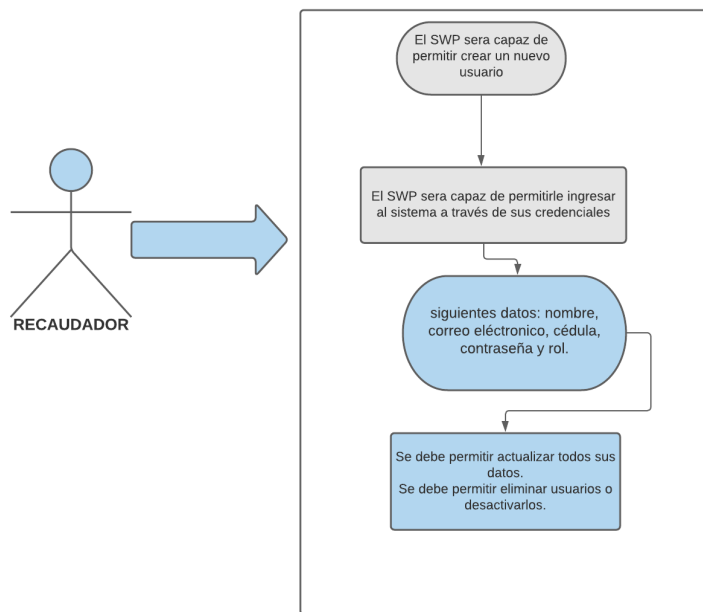 El SWP sera capaz de
permitir crear un nuevo
usuario
El SWP sera capaz de permitirle ingresar
al sistema a través de sus credenciales
RECAUDADOR
siguientes datos: nombre,
correo eléctronico, cédula,
contraseña y rol.
Se debe permitir actualizar todos sus
datos.
Se debe permitir eliminar usuarios o
desactivarlos.